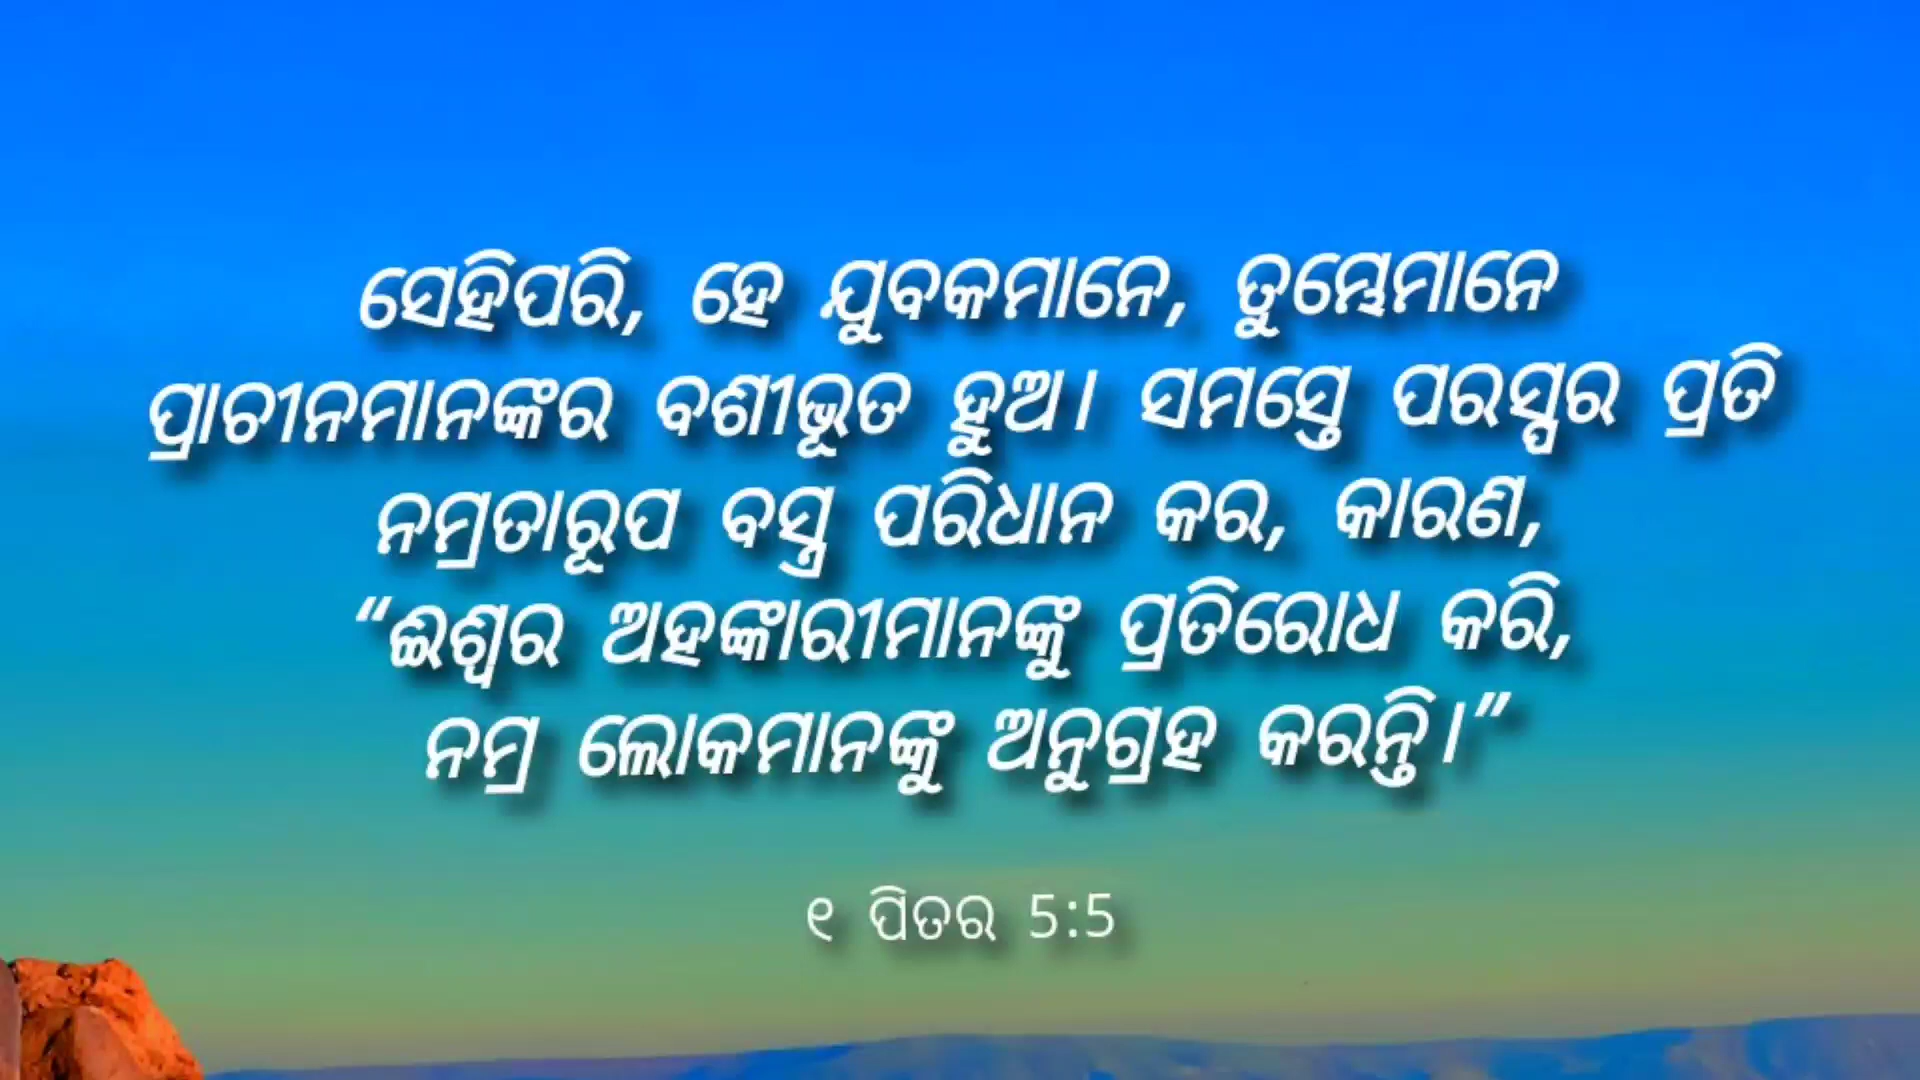 ସେହିପରି, ହେ ଯୁବକମାନେ, ତୁମ୍ଭେମାନେ
ପ୍ରାଚୀନମାନଙ୍କର ବଶୀଭୂତ ହୁଅ। ସମସ୍ତେ ପରସ୍ପର ପ୍ରତି
ନମ୍ରତାରୂପ ବସ୍ତ୍ର ପରିଧାନ କର, କାରଣ,
“ଈଶ୍ୱର ଅହଙ୍କାରୀମାନଙ୍କୁ ପ୍ରତିରୋଧ କରି,
ନମ୍ର ଲୋକମାନଙ୍କୁ ଅନୁଗ୍ରହ କରନ୍ତି।”
୧ ପିତର 5:5